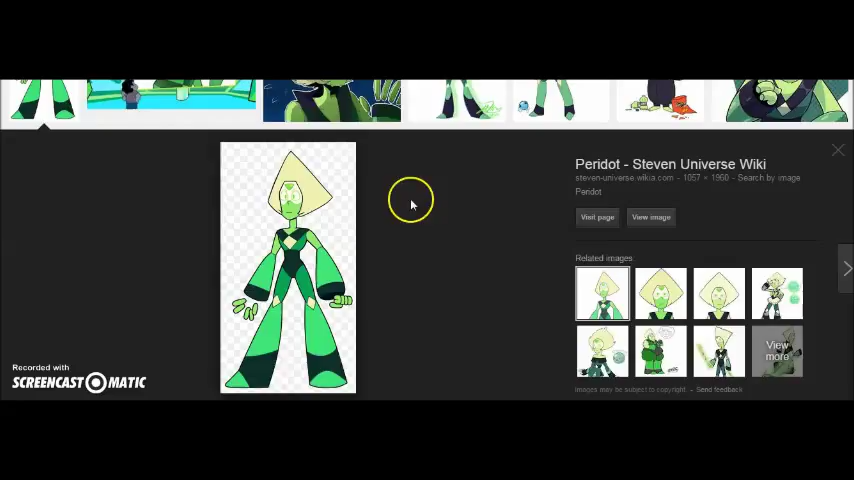 Peridot - Steven Universe Wiki
steven-universe.wikia.com - 1057 × 1960 - Search by image
Peridot
Visit page
View image
Related images:
View
more
Images may be subject to copyright. - Send feedback
Recorded with
SCREENCAST-O-MATIC